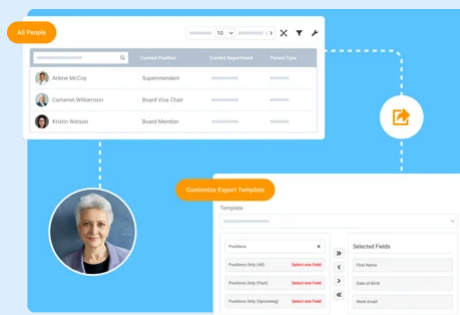 All People
10
Current Position Current Department Person Type
Arlene McCoy Superintendent
Cameron Williamson Board Vice Chair
Kristin Watson Board Member
Customize Export Template
Template
Positions
Selected Fields
Positions Only (All) Select one Field
First Name
Positions Only (Past) Select one Field
Date of Birth
Positions Only (Upcoming) Select one Field
Work Email